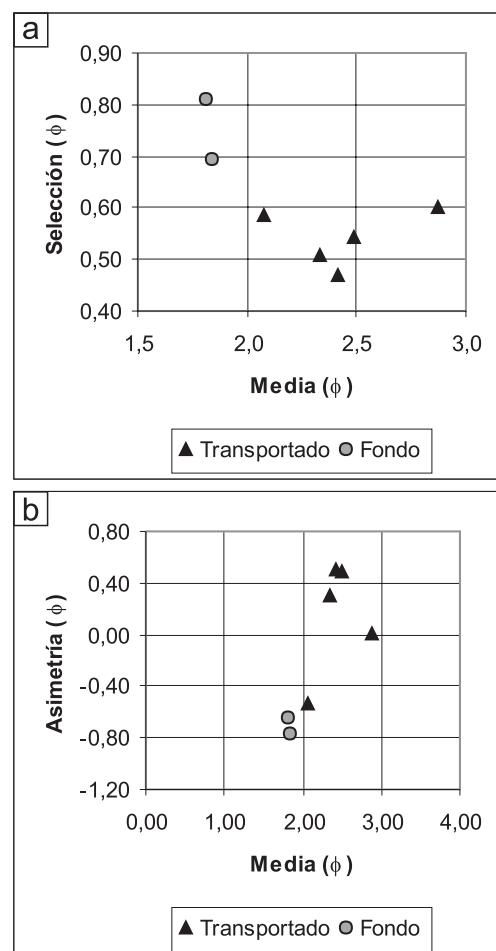 a
0,90
0,80
0,70
0,60
0,50
0,40
Selección (ϕ)
1,5 2,0 2,5 3,0
Media (ϕ)
▲ Transportado ● Fondo
b
0,80
0,40
0,00
-0,40
-0,80
-1,20
Asimetría (ϕ)
0,00 1,00 2,00 3,00 4,00
Media (ϕ)
▲ Transportado ● Fondo